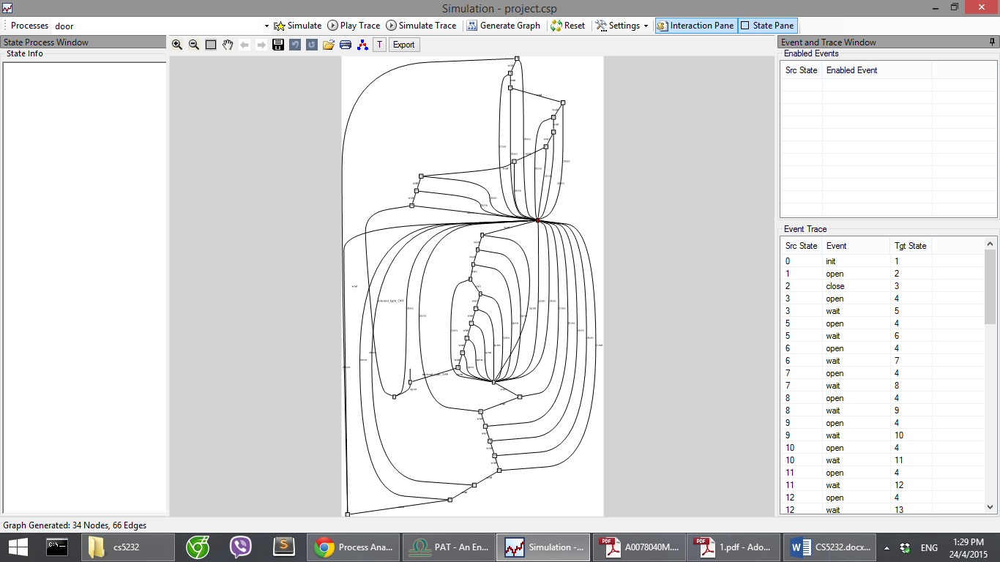 Simulation - project.csp
Processes door Simulate Play Trace Simulate Trace Generate Graph Reset Settings Interaction Pane State Pane
State Process Window
State Info
T Export
Event and Trace Window
Enabled Events
Src State Enabled Event
Event Trace
Src State Event Tgt State
0 init 1
1 open 2
2 close 3
3 open 4
3 wait 5
5 open 4
5 wait 6
6 open 4
6 wait 7
7 open 4
7 wait 8
8 open 4
8 wait 9
9 open 4
9 wait 10
10 open 4
10 wait 11
11 open 4
11 wait 12
12 open 4
12 wait 13
Graph Generated: 34 Nodes, 66 Edges
cs5232
Process Ana...
PAT - An En...
Simulation -...
A0078040M....
1.pdf - Ado...
CS5232.docx...
ENG
1:29 PM
24/4/2015